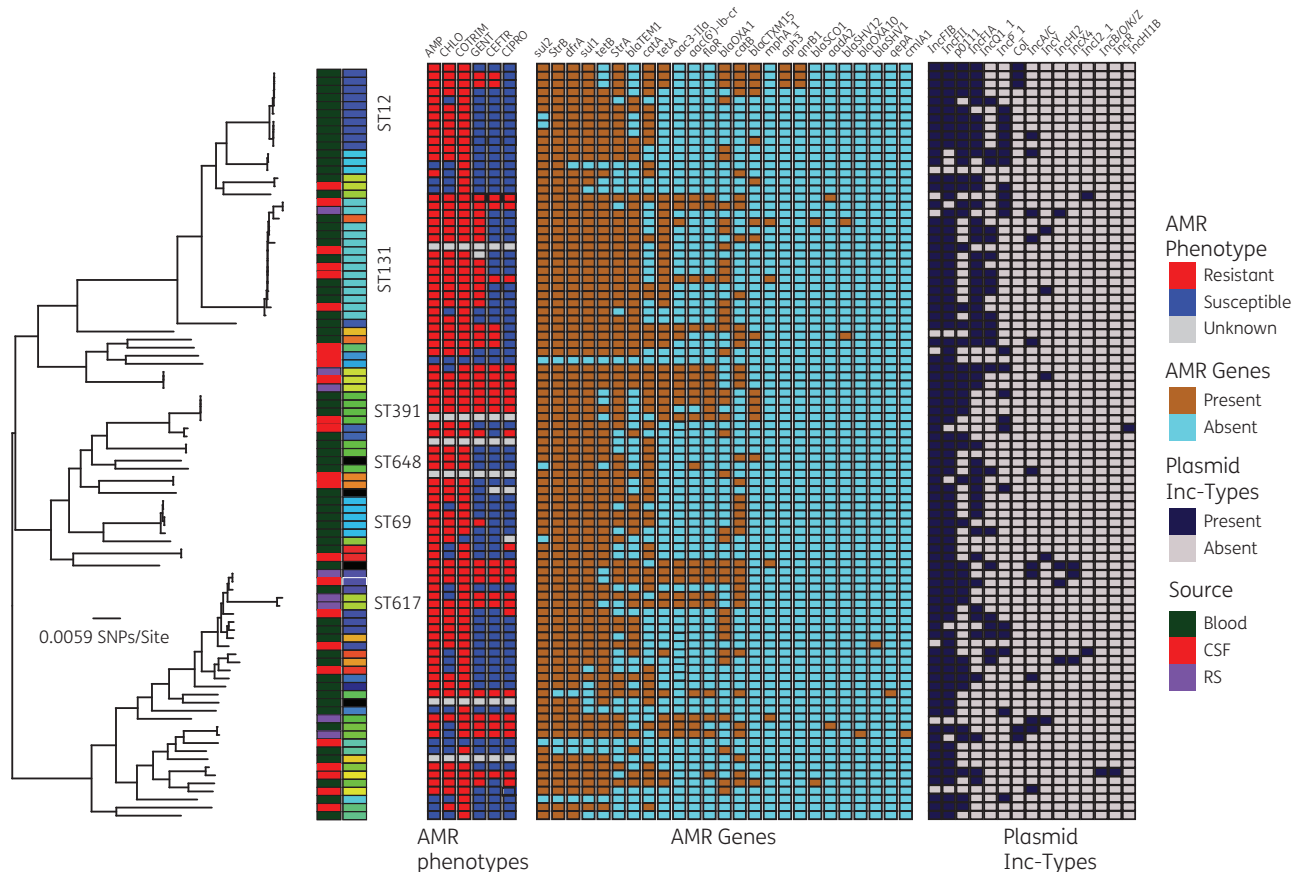 AMP
CHLO
COTRIM
GENT
CEFTR
CIPRO
sul2
StrB
dfrA
sul1
tetB
StrA
blaTEM1
catA
tetA
aac3-IIa
aac(6')-Ib-cr
floR
blaOXA1
catB
blaCTXM15
mphA-1
aph3
qnrB1
blaSCO1
aadA2
blaSHV12
blaOXA10
blaSHV1
qepA
cmlA1
IncFIB
IncFII
p0111
IncFIA
IncQ1_1
IncP_1
Col
IncA/C
IncY
IncHI2
IncX4
IncI2_1
IncB/O/K/Z
IncR
IncHI1B
ST12
ST131
ST391
ST648
ST69
ST617
0.0059 SNPs/Site
AMR
Phenotype
Resistant
Susceptible
Unknown
AMR Genes
Present
Absent
Plasmid
Inc-Types
Present
Absent
Source
Blood
CSF
RS
AMR
phenotypes
AMR Genes
Plasmid
Inc-Types